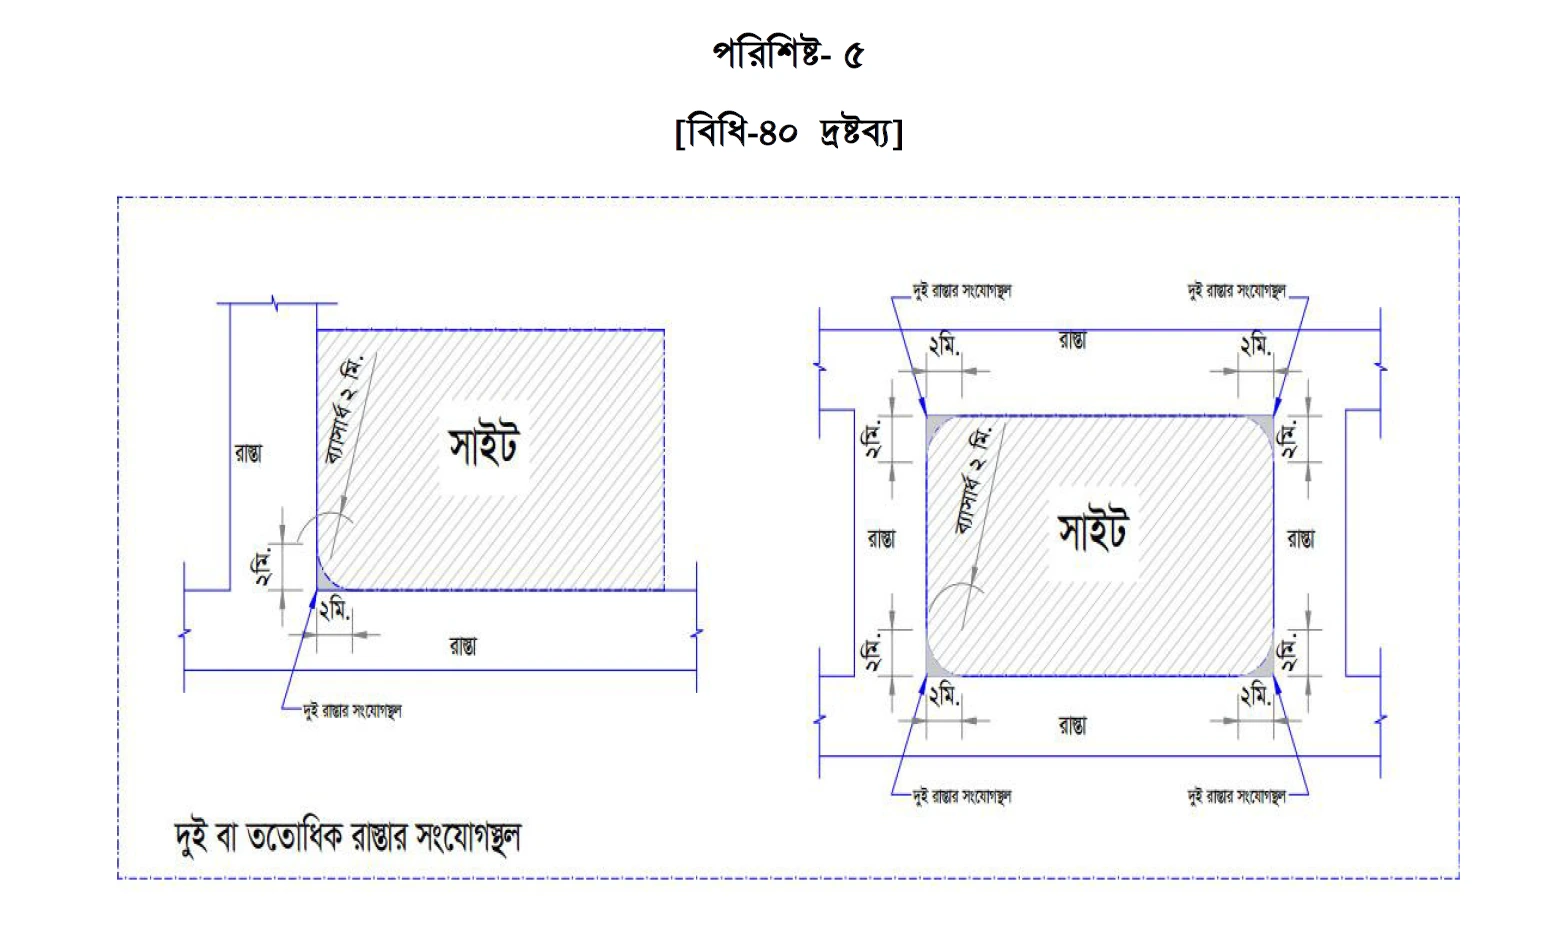 পরিশিষ্ট- ৫
[বিধি-৪০ দ্রষ্টব্য]
রাস্তা
ব্যাসার্ধ ২ মি.
সাইট
২মি.
২মি.
রাস্তা
দুই রাস্তার সংযোগস্থল
দুই রাস্তার সংযোগস্থল
দুই রাস্তার সংযোগস্থল
২মি.
রাস্তা
২মি.
২মি.
২মি.
ব্যাসার্ধ ২ মি.
রাস্তা
সাইট
রাস্তা
২মি.
২মি.
২মি.
২মি.
রাস্তা
দুই রাস্তার সংযোগস্থল
দুই রাস্তার সংযোগস্থল
দুই বা ততোধিক রাস্তার সংযোগস্থল